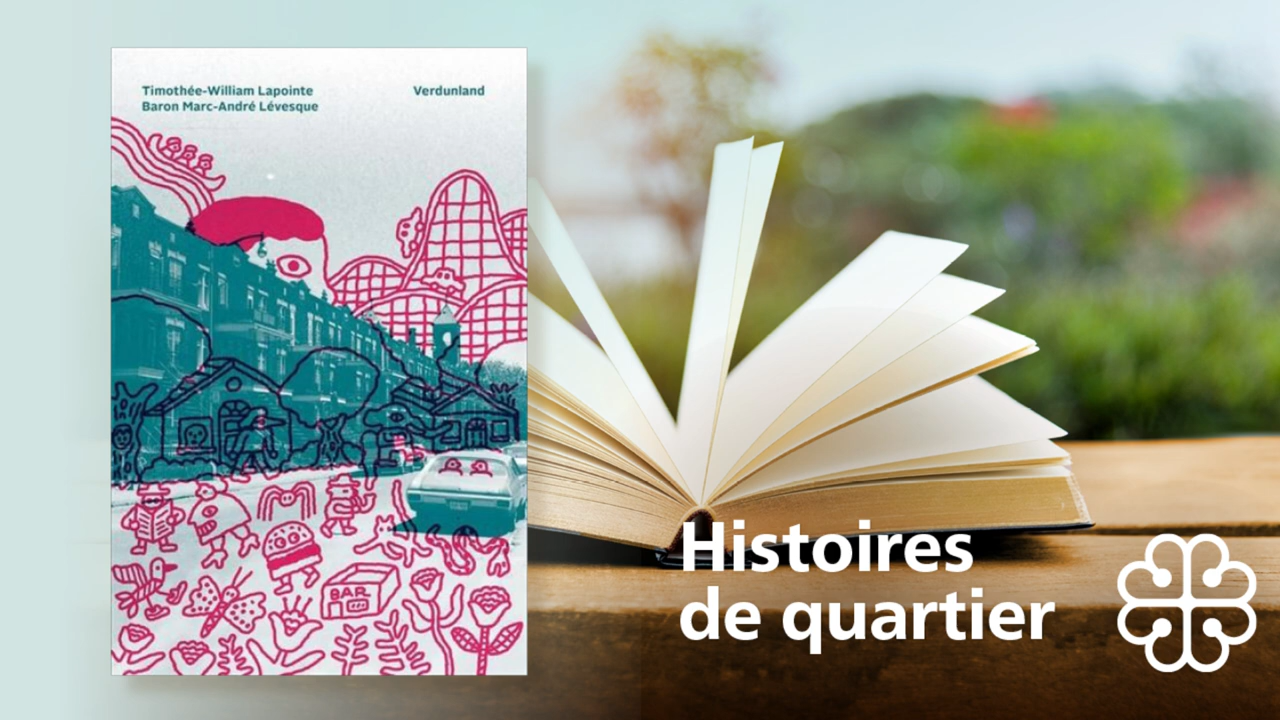 Timothée-William Lapointe
Baron Marc-André Lévesque
Verdunland
BAR
Histoires
de quartier